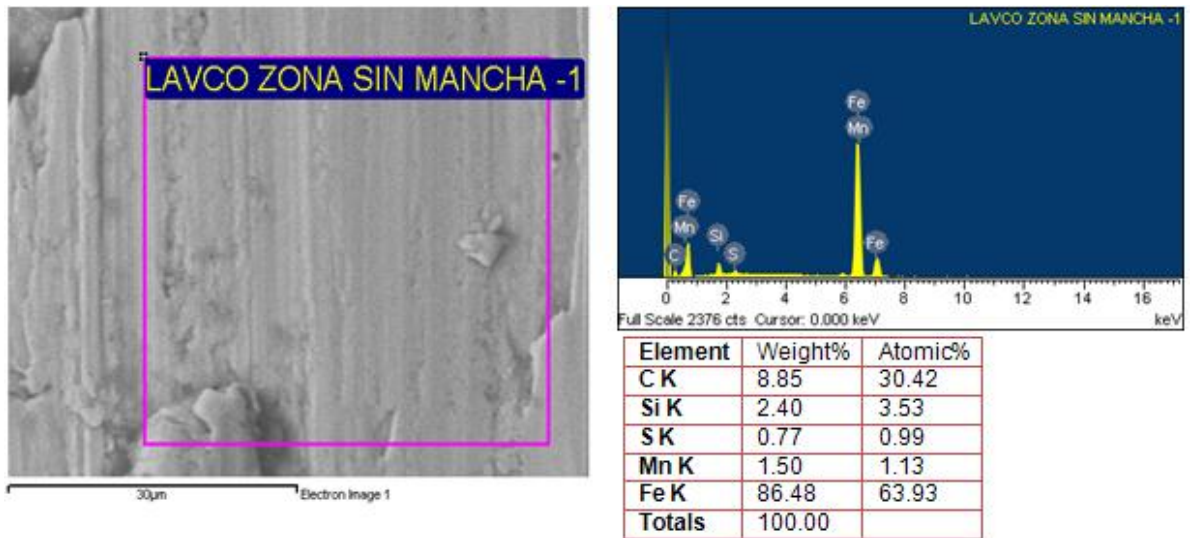 LAVCO ZONA SIN MANCHA -1
30µm
Electron Image 1
LAVCO ZONA SIN MANCHA -1
Fe
Mn
Fe
Mn
C
Si
S
Fe
0 2 4 6 8 10 12 14 16
Full Scale 2376 cts Cursor: 0.000 keV
keV
Element Weight% Atomic%
C K 8.85 30.42
Si K 2.40 3.53
S K 0.77 0.99
Mn K 1.50 1.13
Fe K 86.48 63.93
Totals 100.00